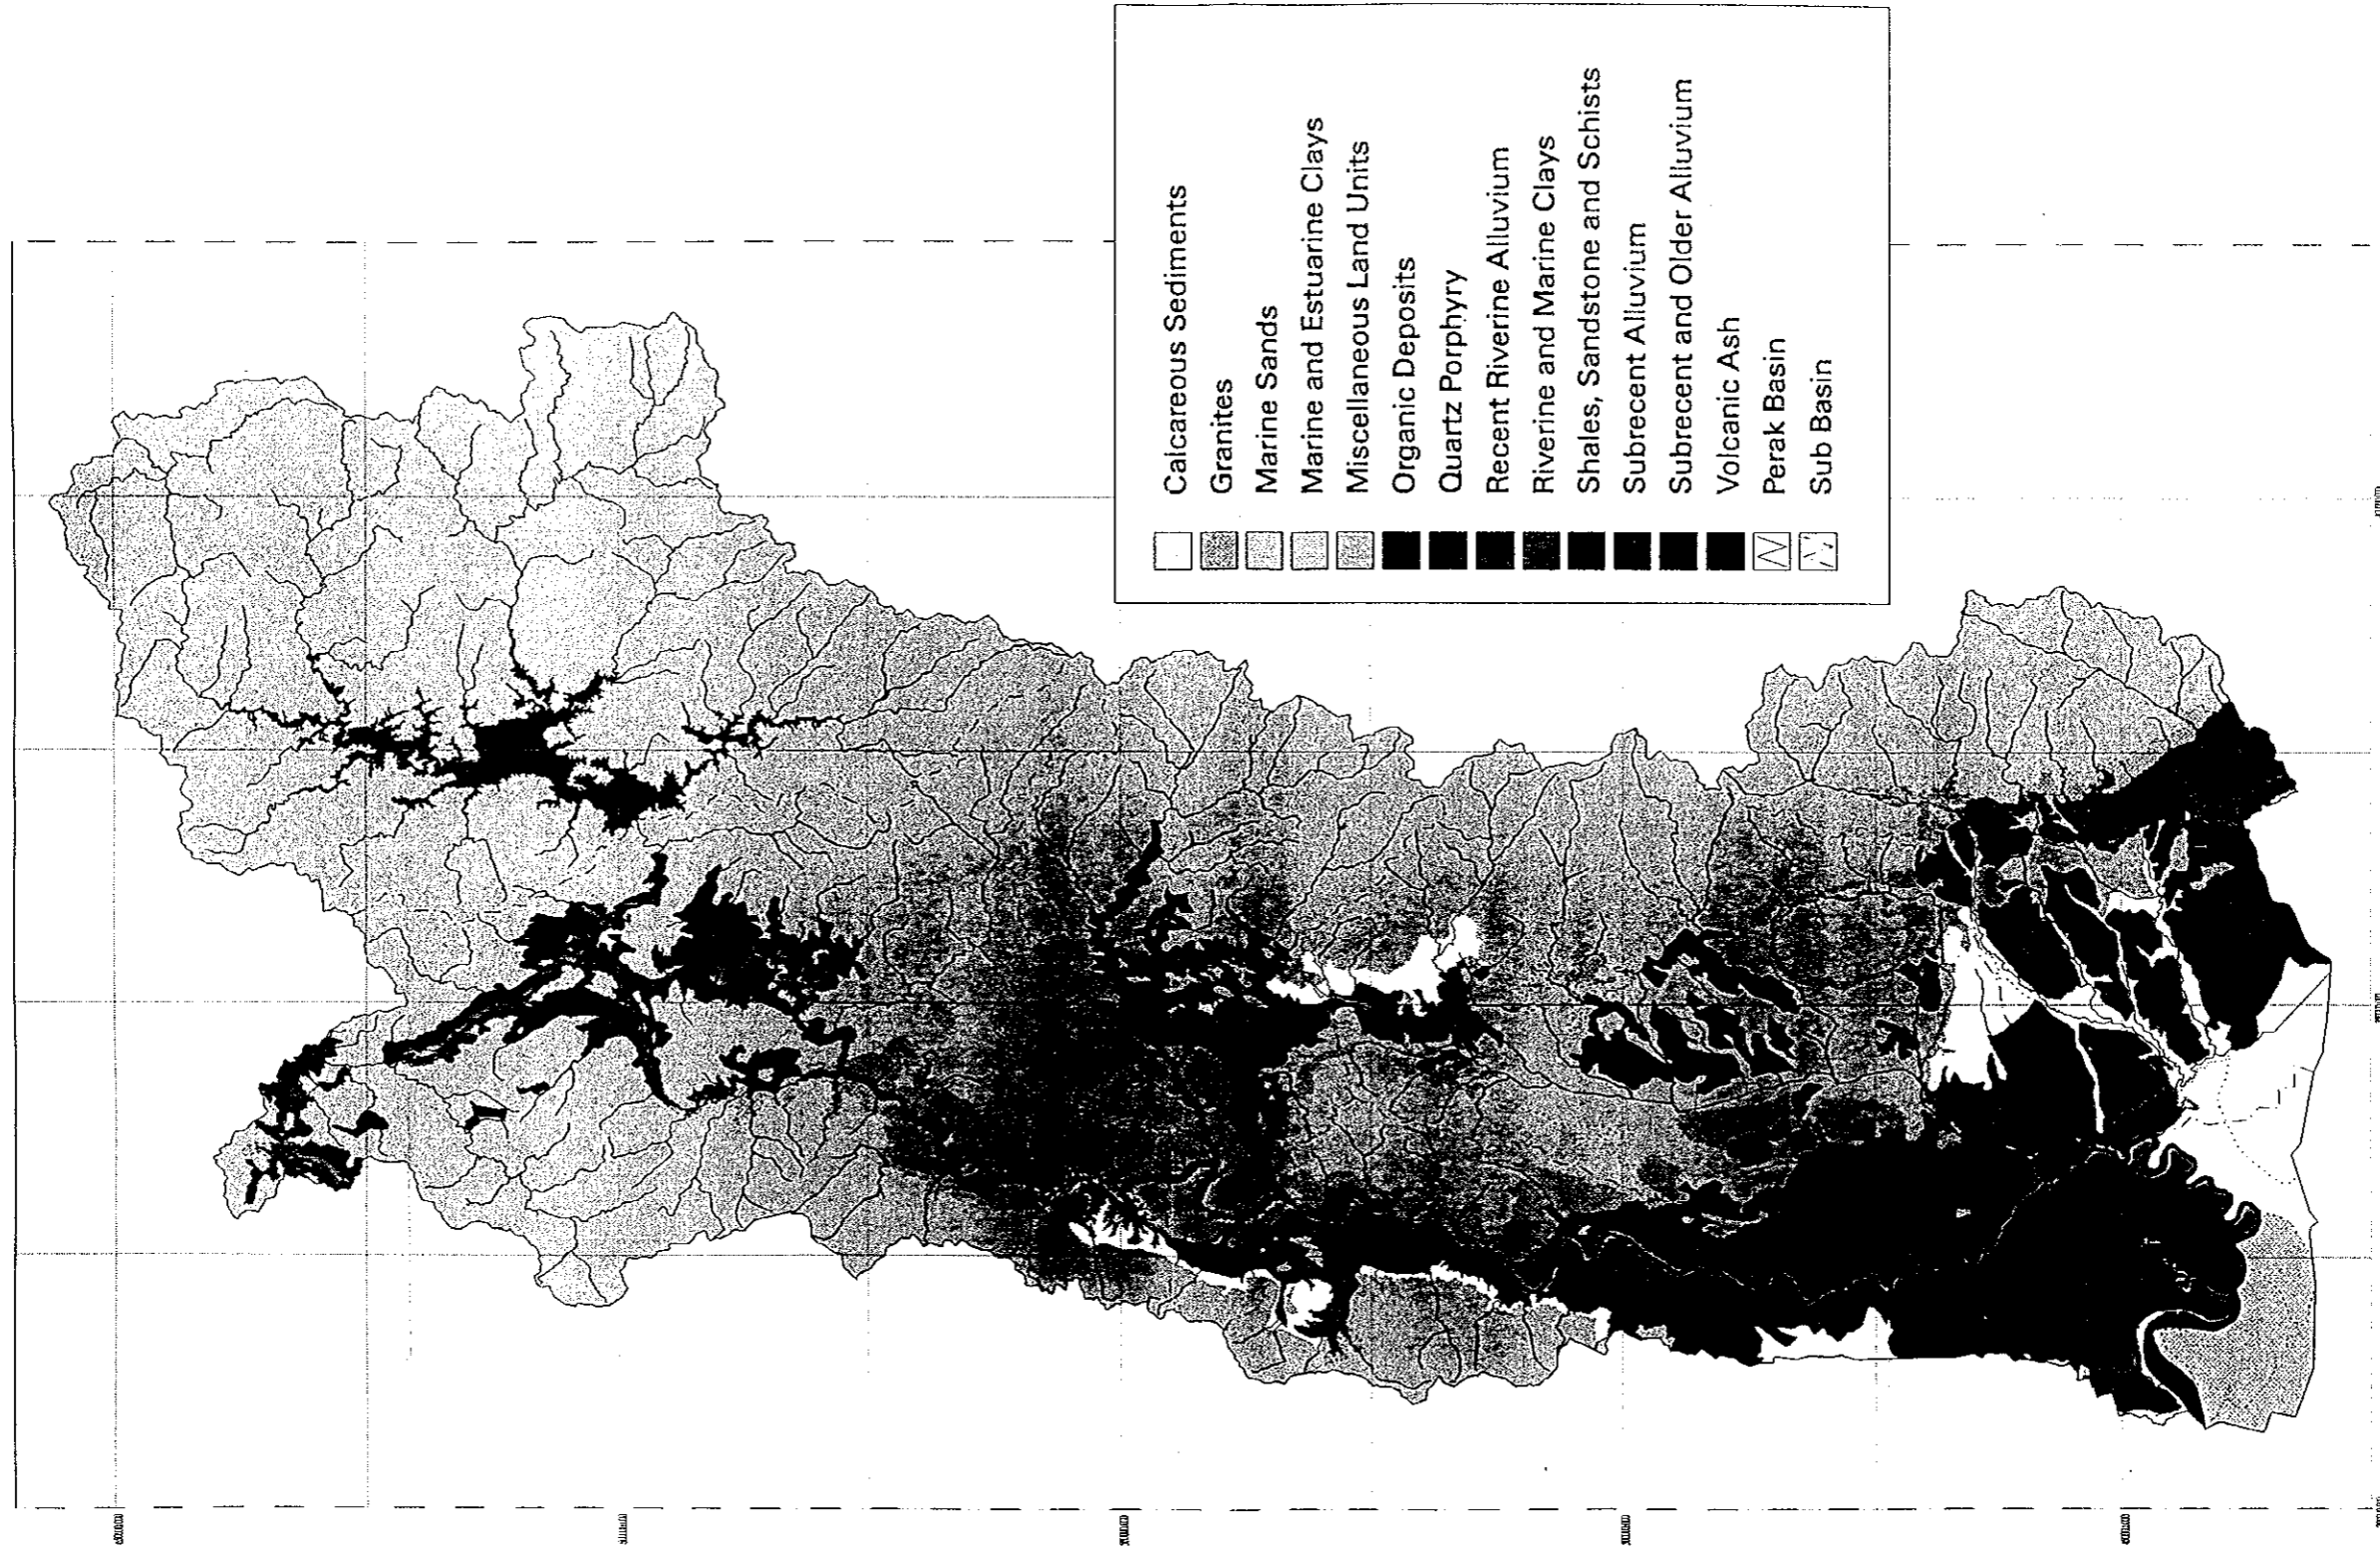 Calcareous Sediments
Granites
Marine Sands
Marine and Estuarine Clays
Miscellaneous Land Units
Organic Deposits
Quartz Porphyry
Recent Riverine Alluvium
Riverine and Marine Clays
Shales, Sandstone and Schists
Subrecent Alluvium
Subrecent and Older Alluvium
Volcanic Ash
Perak Basin
Sub Basin